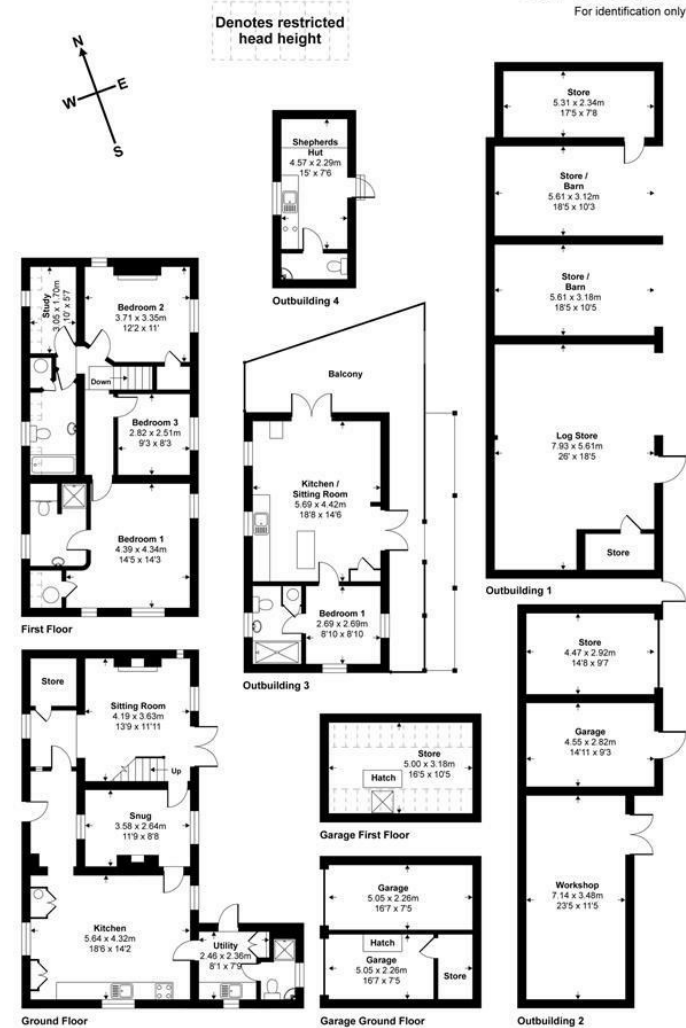 Denotes restricted
head height
For identification only
N
W E
S
Store
5.31 x 2.34m
17'5 x 7'8
Store /
Barn
5.61 x 3.12m
18'5 x 10'3
Store /
Barn
5.61 x 3.18m
18'5 x 10'5
Log Store
7.93 x 5.61m
26' x 18'5
Store
Outbuilding 1
Shepherds
Hut
4.57 x 2.29m
15' x 7'6
Outbuilding 4
Study
3.05 x 1.70m
10' x 5'7
Bedroom 2
3.71 x 3.35m
12'2 x 11'
Down
Bedroom 3
2.82 x 2.51m
9'3 x 8'3
Bedroom 1
4.39 x 4.34m
14'5 x 14'3
First Floor
Balcony
Kitchen /
Sitting Room
5.69 x 4.42m
18'8 x 14'6
Bedroom 1
2.69 x 2.69m
8'10 x 8'10
Outbuilding 3
Store
4.47 x 2.92m
14'8 x 9'7
Garage
4.55 x 2.82m
14'11 x 9'3
Workshop
7.14 x 3.48m
23'5 x 11'5
Outbuilding 2
Store
Sitting Room
4.19 x 3.63m
13'9 x 11'11
Up
Snug
3.58 x 2.64m
11'9 x 8'8
Kitchen
5.64 x 4.32m
18'6 x 14'2
Utility
2.46 x 2.36m
8'1 x 7'9
Ground Floor
Store
5.00 x 3.18m
16'5 x 10'5
Hatch
Garage First Floor
Garage
5.05 x 2.26m
16'7 x 7'5
Hatch
Garage
5.05 x 2.26m
16'7 x 7'5
Store
Garage Ground Floor